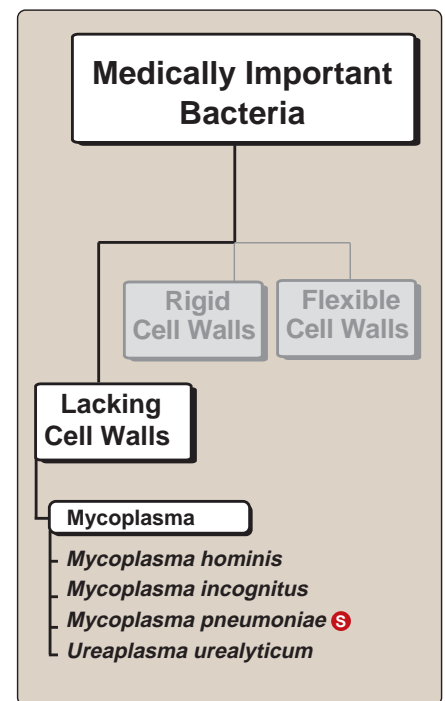 Medically Important
Bacteria
Rigid
Cell Walls
Flexible
Cell Walls
Lacking
Cell Walls
Mycoplasma
Mycoplasma hominis
Mycoplasma incognitus
Mycoplasma pneumoniae S
Ureaplasma urealyticum